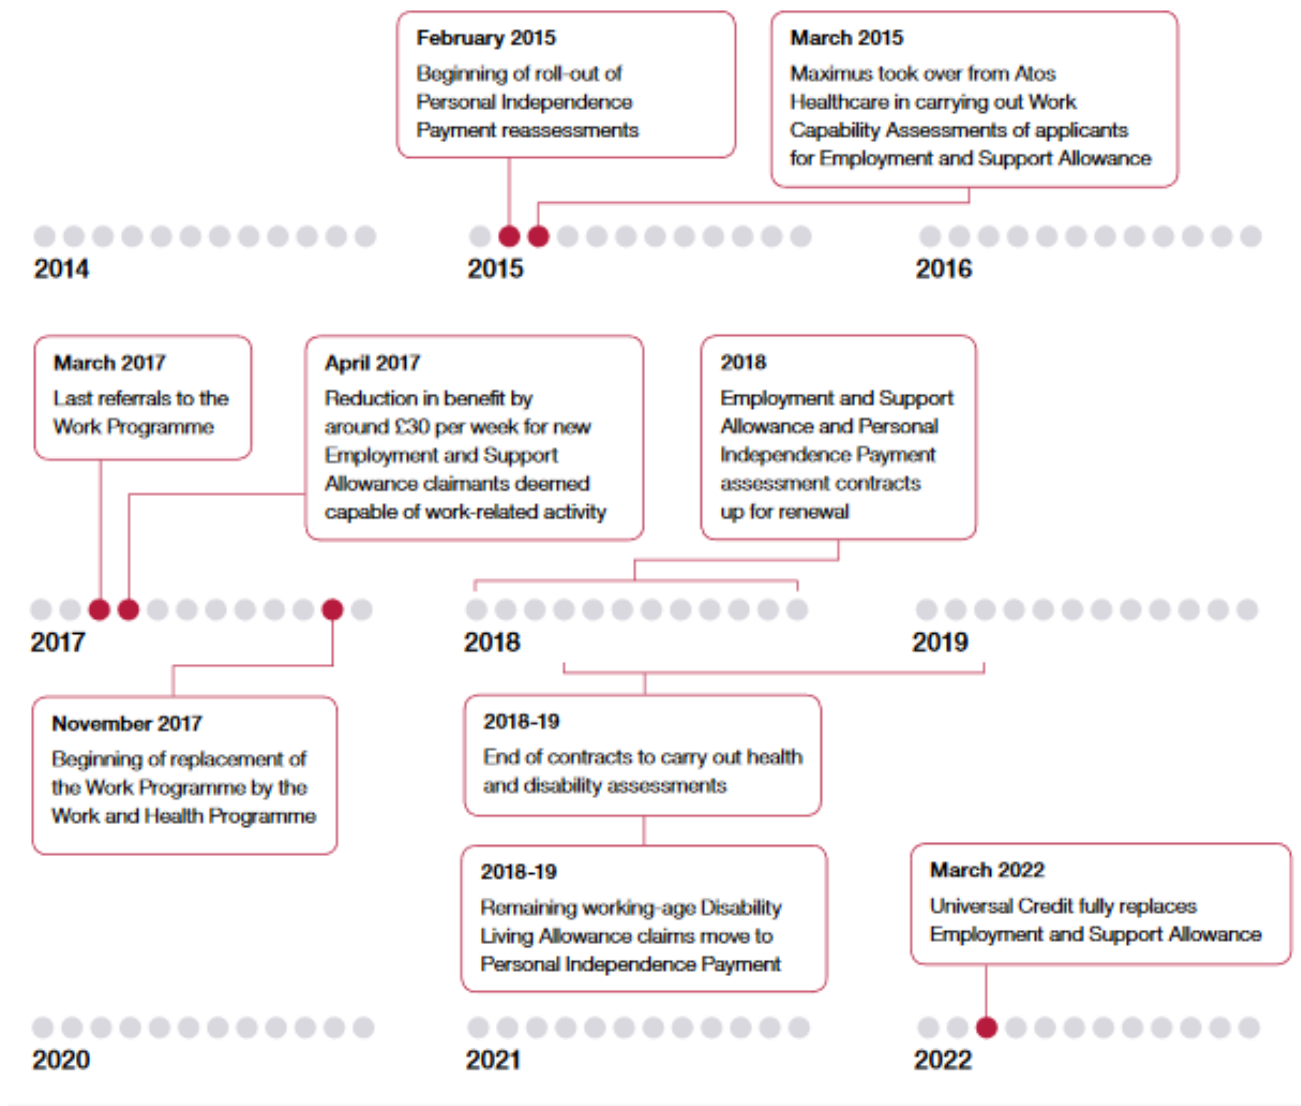 February 2015
Beginning of roll-out of
Personal Independence
Payment reassessments
March 2015
Maximus took over from Atos
Healthcare in carrying out Work
Capability Assessments of applicants
for Employment and Support Allowance
2014
2015
2016
March 2017
Last referrals to the
Work Programme
April 2017
Reduction in benefit by
around £30 per week for new
Employment and Support
Allowance claimants deemed
capable of work-related activity
2018
Employment and Support
Allowance and Personal
Independence Payment
assessment contracts
up for renewal
2017
2018
2019
November 2017
Beginning of replacement of
the Work Programme by the
Work and Health Programme
2018-19
End of contracts to carry out health
and disability assessments
2018-19
Remaining working-age Disability
Living Allowance claims move to
Personal Independence Payment
March 2022
Universal Credit fully replaces
Employment and Support Allowance
2020
2021
2022